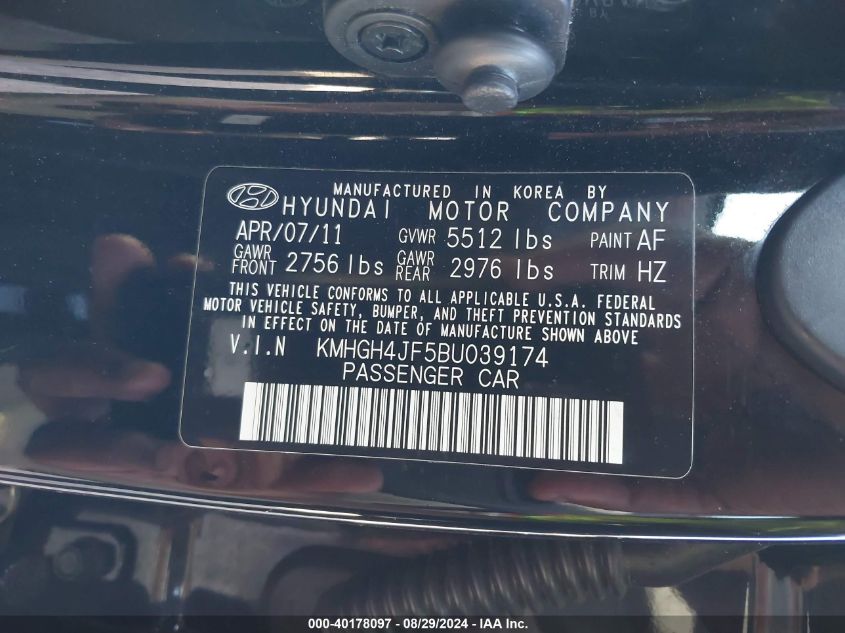 MANUFACTURED IN KOREA BY
HYUNDAI MOTOR COMPANY
APR/07/11 GVWR 5512 lbs PAINT AF
GAWR FRONT 2756 lbs GAWR REAR 2976 lbs TRIM HZ
THIS VEHICLE CONFORMS TO ALL APPLICABLE U.S.A. FEDERAL
MOTOR VEHICLE SAFETY, BUMPER, AND THEFT PREVENTION STANDARDS
IN EFFECT ON THE DATE OF MANUFACTURE SHOWN ABOVE
V.I.N KMHGH4JF5BU039174
PASSENGER CAR
000-40178097 - 08/29/2024 - IAA Inc.